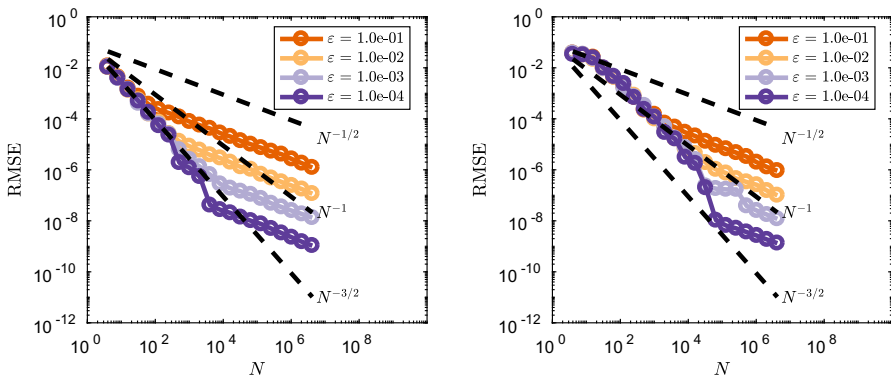 10^0
10^-2
10^-4
10^-6
10^-8
10^-10
10^-12
RMSE
ε = 1.0e-01
ε = 1.0e-02
ε = 1.0e-03
ε = 1.0e-04
N^{-1/2}
N^{-1}
N^{-3/2}
10^0 10^2 10^4 10^6 10^8
N
10^0
10^-2
10^-4
10^-6
10^-8
10^-10
10^-12
RMSE
ε = 1.0e-01
ε = 1.0e-02
ε = 1.0e-03
ε = 1.0e-04
N^{-1/2}
N^{-1}
N^{-3/2}
10^0 10^2 10^4 10^6 10^8
N